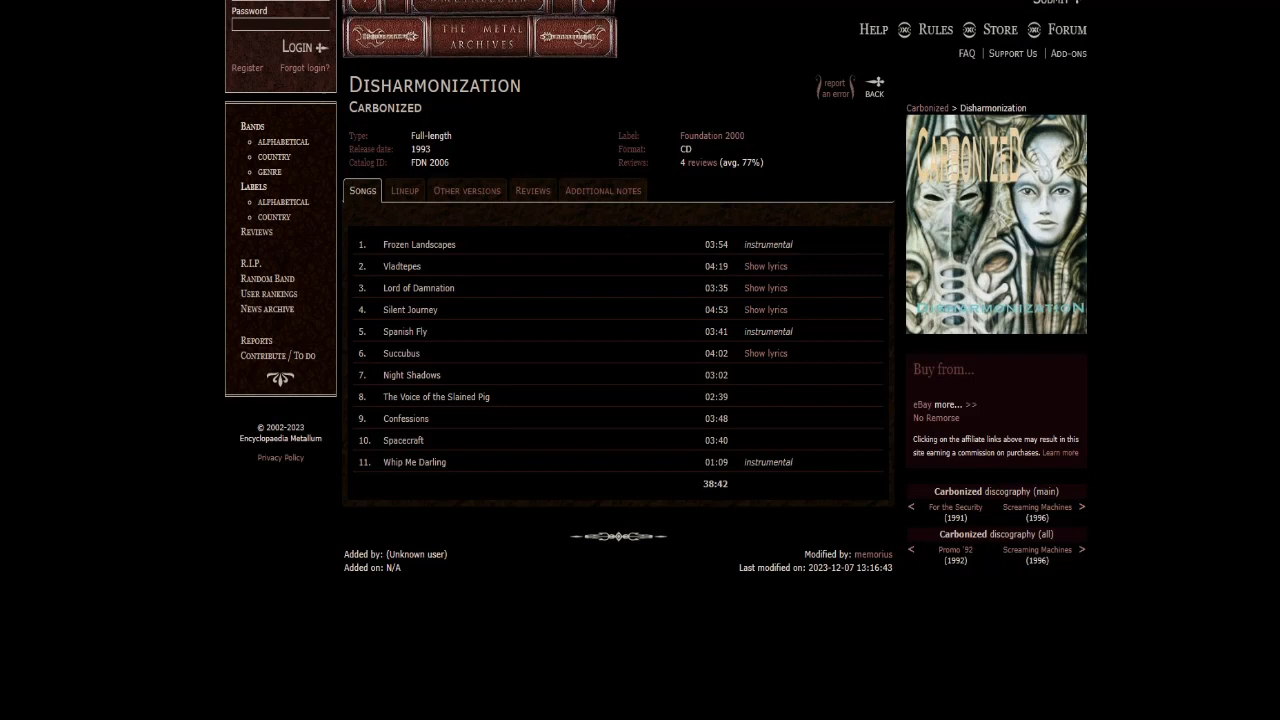 Submit
Password
Login
Register Forgot login?
THE METAL
ARCHIVES
Help Rules Store Forum
FAQ | Support Us | Add-ons
Bands
alphabetical
country
genre
Labels
alphabetical
country
Reviews
R.I.P.
Random Band
User rankings
News archive
Reports
Contribute / To do
© 2002-2023
Encyclopaedia Metallum
Privacy Policy
Disharmonization
Carbonized
report
an error
BACK
Type: Full-length
Release date: 1993
Catalog ID: FDN 2006
Label: Foundation 2000
Format: CD
Reviews: 4 reviews (avg. 77%)
Songs Lineup Other versions Reviews Additional notes
1. Frozen Landscapes 03:54 instrumental
2. Vladtepes 04:19 Show lyrics
3. Lord of Damnation 03:35 Show lyrics
4. Silent Journey 04:53 Show lyrics
5. Spanish Fly 03:41 instrumental
6. Succubus 04:02 Show lyrics
7. Night Shadows 03:02
8. The Voice of the Slained Pig 02:39
9. Confessions 03:48
10. Spacecraft 03:40
11. Whip Me Darling 01:09 instrumental
38:42
Added by: (Unknown user)
Added on: N/A
Modified by: memorius
Last modified on: 2023-12-07 13:16:43
Carbonized > Disharmonization
CARBONIZED
DISHARMONIZATION
Buy from...
eBay more... >>
No Remorse
Clicking on the affiliate links above may result in this
site earning a commission on purchases. Learn more
Carbonized discography (main)
< For the Security Screaming Machines >
(1991) (1996)
Carbonized discography (all)
< Promo '92 Screaming Machines >
(1992) (1996)